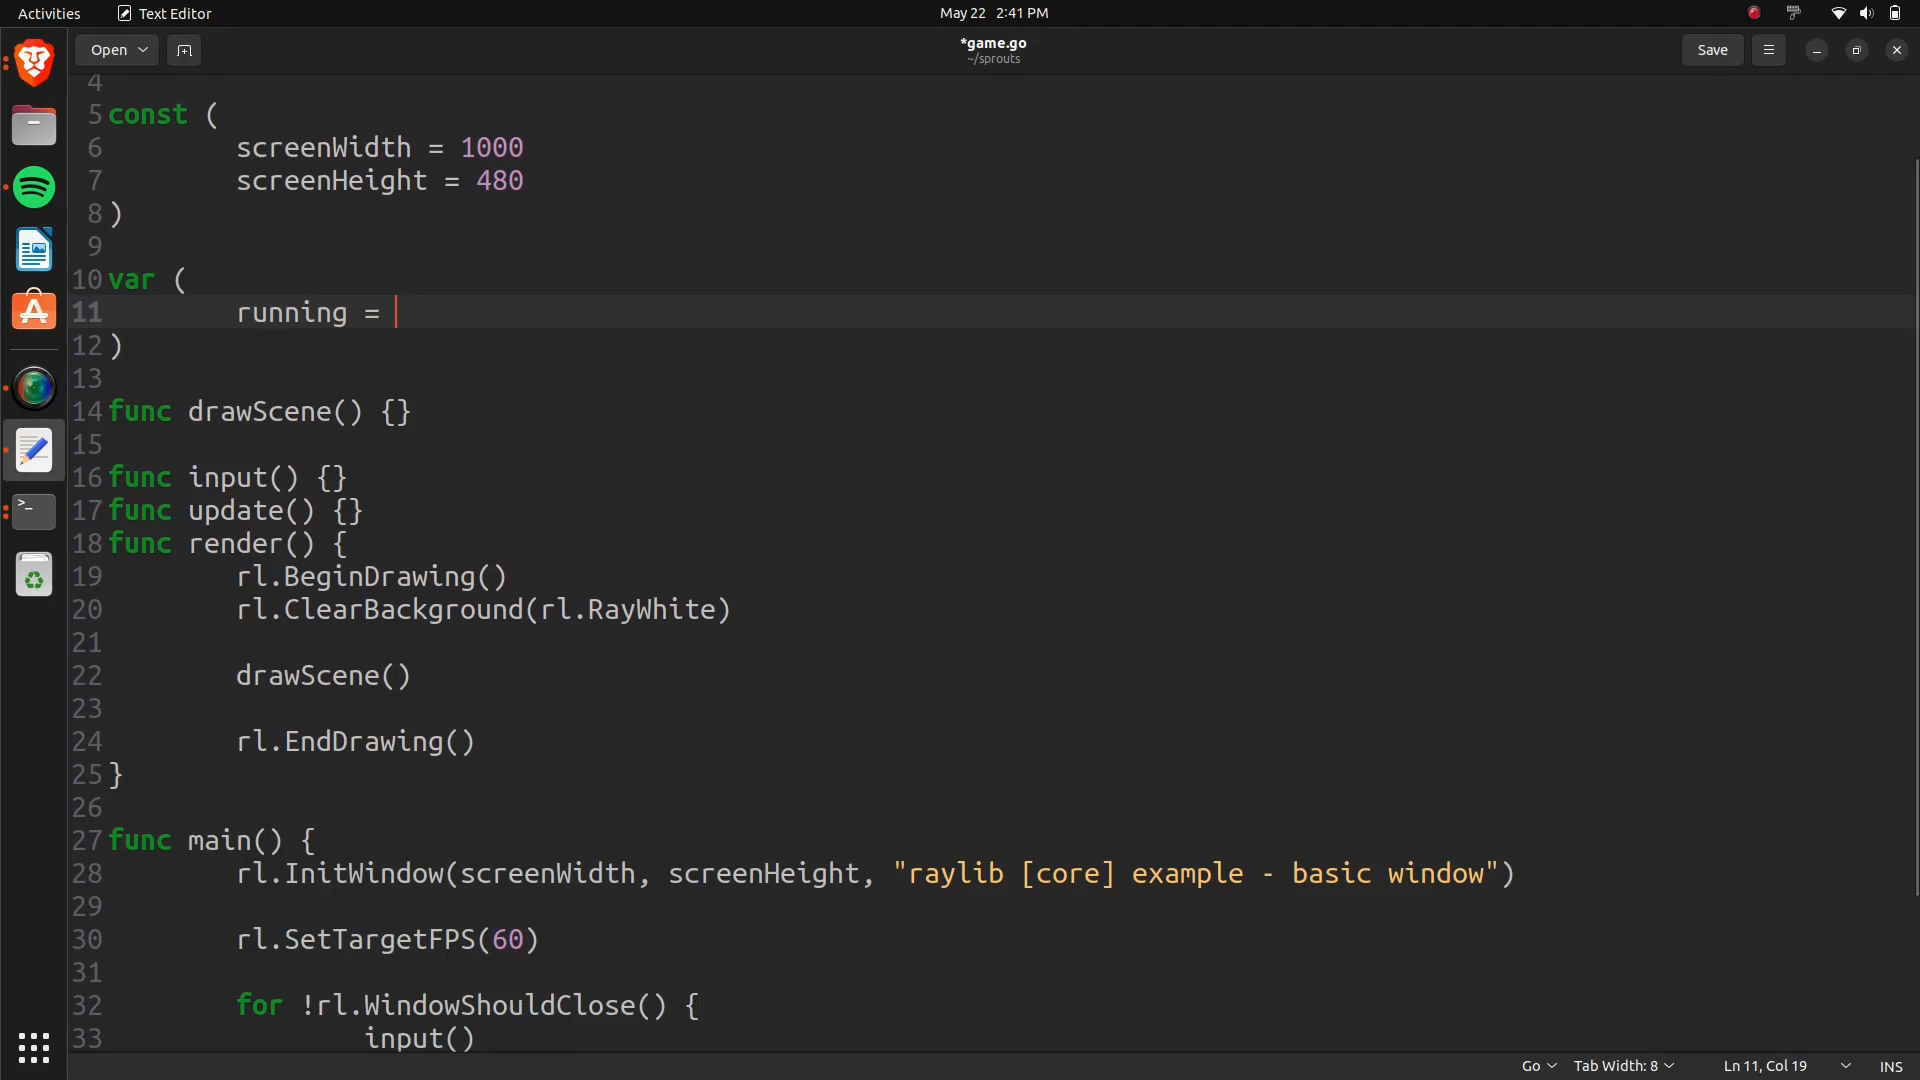 Activities
Text Editor
May 22 2:41 PM
Open
*game.go
~/sprouts
Save
4
5 const (
6 screenWidth = 1000
7 screenHeight = 480
8 )
9
10 var (
11 running =
12 )
13
14 func drawScene() {}
15
16 func input() {}
17 func update() {}
18 func render() {
19 rl.BeginDrawing()
20 rl.ClearBackground(rl.RayWhite)
21
22 drawScene()
23
24 rl.EndDrawing()
25 }
26
27 func main() {
28 rl.InitWindow(screenWidth, screenHeight, "raylib [core] example - basic window")
29
30 rl.SetTargetFPS(60)
31
32 for !rl.WindowShouldClose() {
33 input()
Go
Tab Width: 8
Ln 11, Col 19
INS